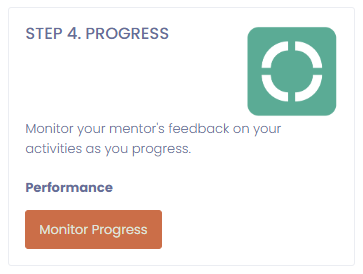 STEP 4. PROGRESS
Monitor your mentor's feedback on your
activities as you progress.
Performance
Monitor Progress